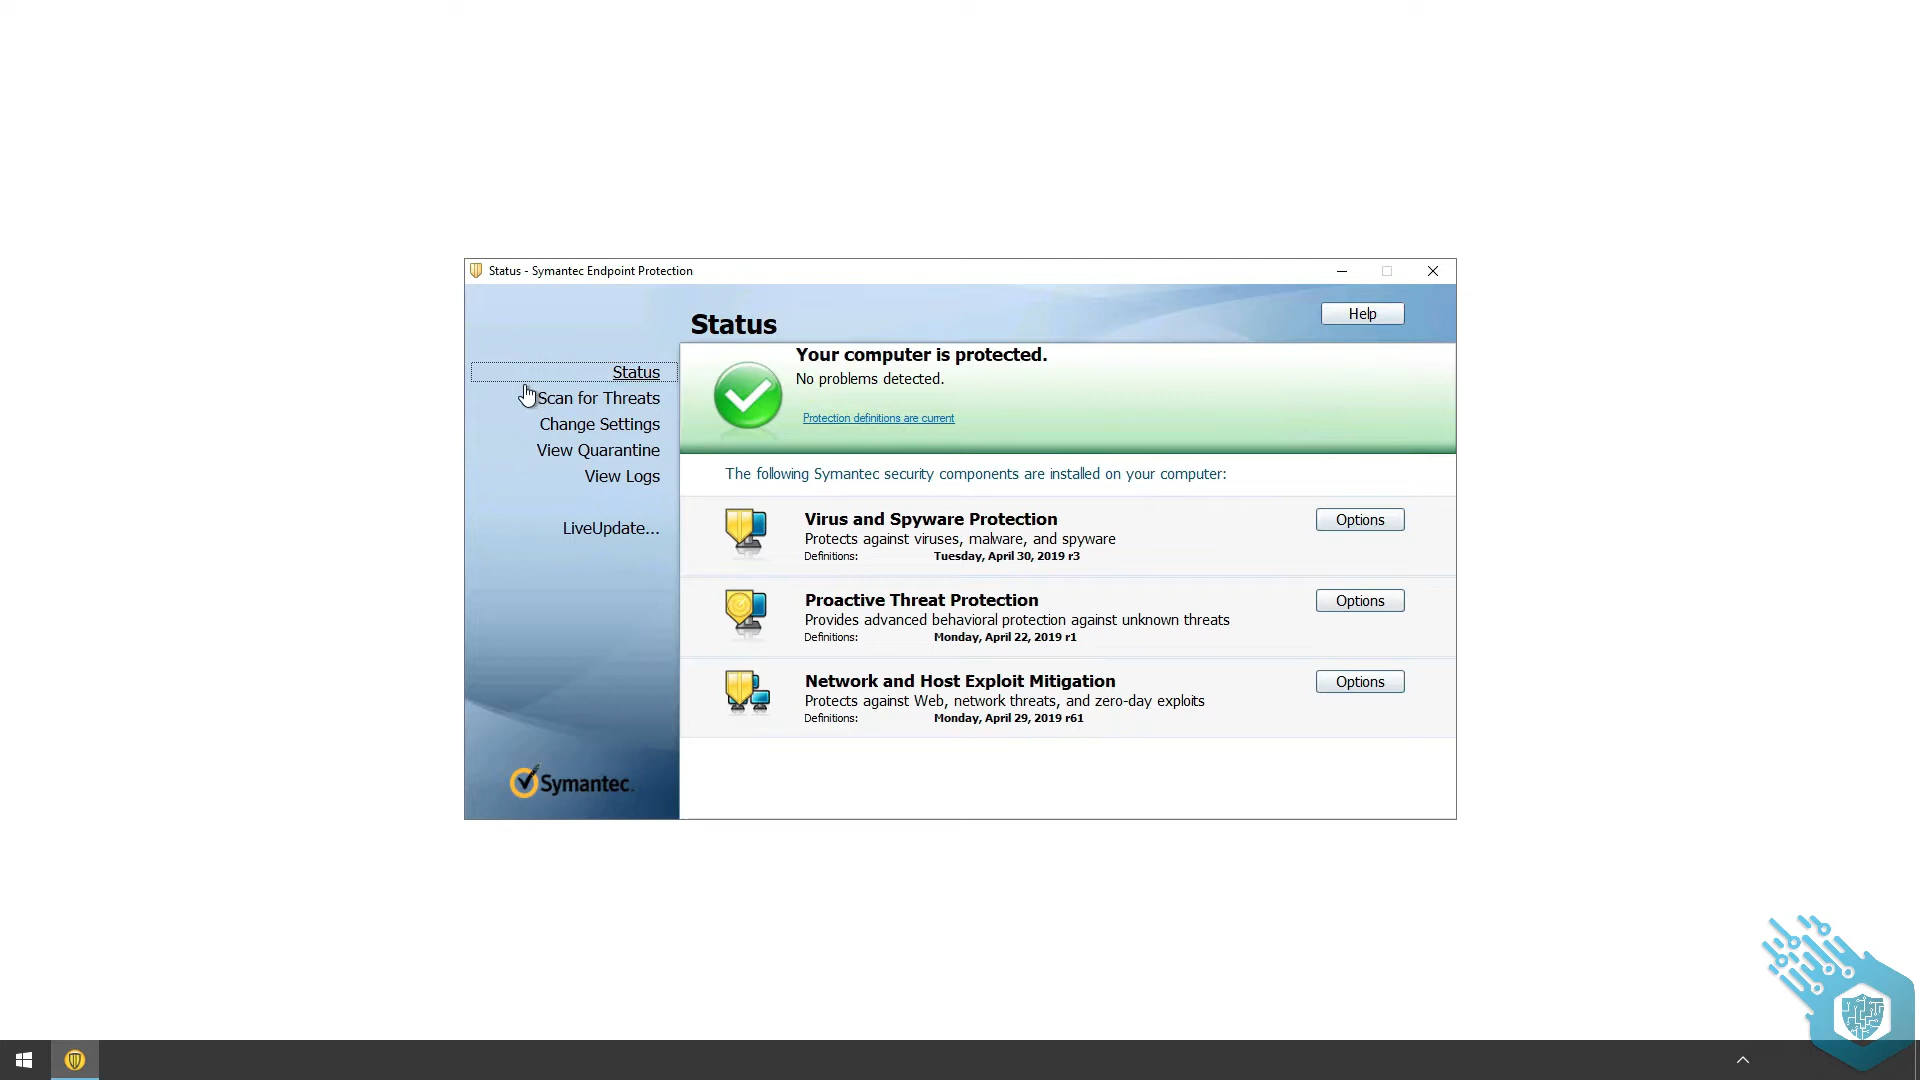 Status - Symantec Endpoint Protection
Status
Help
Status
Scan for Threats
Change Settings
View Quarantine
View Logs
LiveUpdate...
Your computer is protected.
No problems detected.
Protection definitions are current
The following Symantec security components are installed on your computer:
Virus and Spyware Protection
Protects against viruses, malware, and spyware
Definitions: Tuesday, April 30, 2019 r3
Options
Proactive Threat Protection
Provides advanced behavioral protection against unknown threats
Definitions: Monday, April 22, 2019 r1
Options
Network and Host Exploit Mitigation
Protects against Web, network threats, and zero-day exploits
Definitions: Monday, April 29, 2019 r61
Options
Symantec.